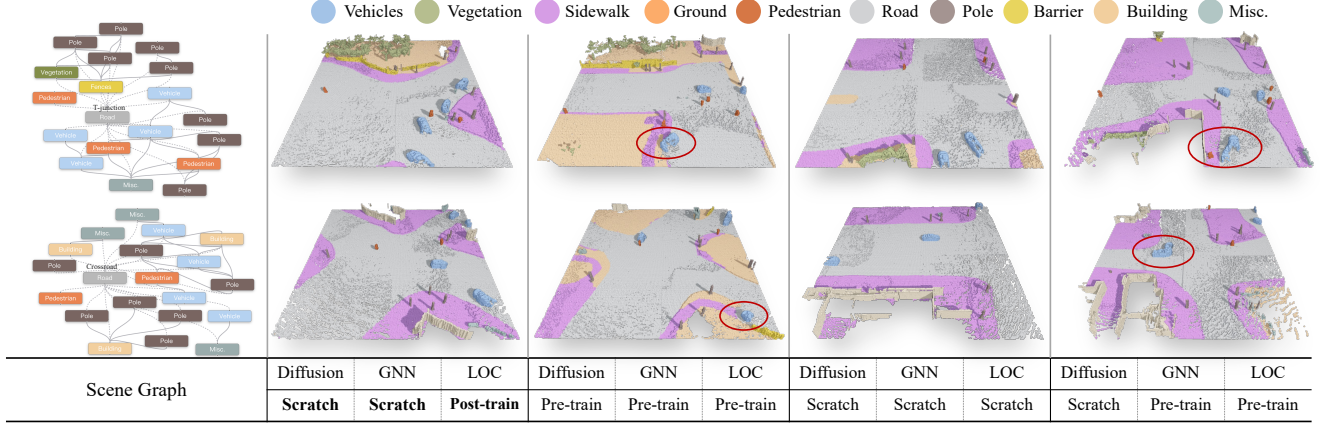 Vehicles Vegetation Sidewalk Ground Pedestrian Road Pole Barrier Building Misc.
Pole
Pole
Pole
Pole
Vegetation
Pole
Fences
Pedestrian
Vehicle
T-junction
Road
Pole
Vehicle
Vehicle
Pole
Pedestrian
Vehicle
Pedestrian
Misc.
Pole
Misc.
Misc.
Vehicle
Building
Building
Pole
Pole
Vehicle
Crossroad
Road
Pedestrian
Pole
Pedestrian
Pole
Vehicle
Pole
Pole
Vehicle
Building
Pole
Misc.
Scene Graph
Diffusion GNN LOC Diffusion GNN LOC Diffusion GNN LOC Diffusion GNN LOC
Scratch Scratch Post-train Pre-train Pre-train Pre-train Scratch Scratch Scratch Scratch Pre-train Pre-train